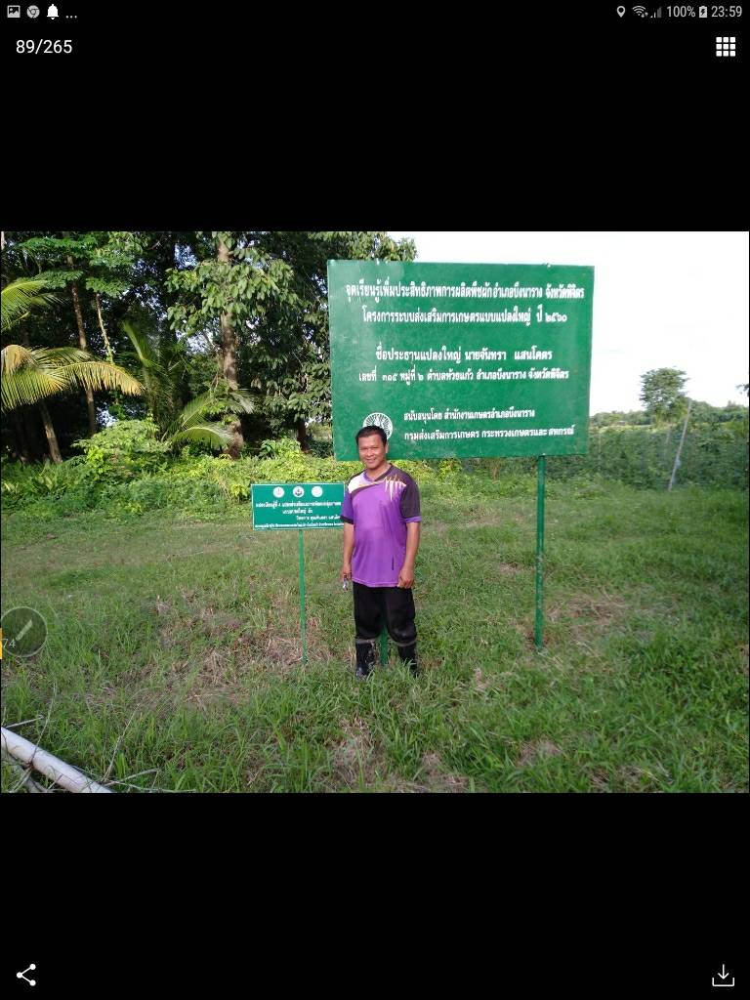 23:59
100%
89/265
จุดเรียนรู้เพิ่มประสิทธิภาพการผลิตพืชผัก อำเภอบึงนาราง จังหวัดพิจิตร
โครงการระบบส่งเสริมการเกษตรแบบแปลงใหญ่ ปี ๒๕๖๐
ชื่อประธานแปลงใหญ่ นายจันทรา แสนโคตร
เลขที่ ๓๑๕ หมู่ที่ ๒ ตำบลห้วยแก้ว อำเภอบึงนาราง จังหวัดพิจิตร
สนับสนุนโดย สำนักงานเกษตรอำเภอบึงนาราง
กรมส่งเสริมการเกษตร กระทรวงเกษตรและ สหกรณ์
74